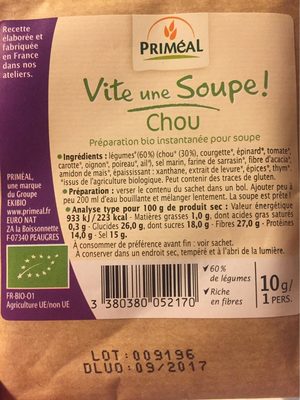 Recette
élaborée et
fabriquée
en France
dans nos
ateliers.
PRIMÉAL
Vite une Soupe!
Chou
Préparation bio instantanée pour soupe
• Ingrédients : légumes*(60%) (chou* (30%), courgette*, épinard*, tomate*,
carotte*, oignon*, poireau*, ail*), sel marin, farine de sarrasin*, fibre d'acacia*,
amidon de maïs*, épaississant : xanthane, extrait de levure*, épices*, thym*.
*issus de l'agriculture biologique. Peut contenir des traces de gluten.
• Préparation : verser le contenu du sachet dans un bol. Ajouter peu à
peu 200 ml d'eau bouillante et mélanger lentement. La soupe est prête !
• Analyse type pour 100 g de produit sec : Valeur énergétique
933 kJ / 223 kcal - Matières grasses 1,0 g, dont acides gras saturés
0,3 g - Glucides 26,0 g, dont sucres 18,0 g - Fibres 27,0 g - Protéines
14,0 g - Sel 15 g.
À consommer de préférence avant fin : voir sachet.
A conserver dans un endroit sec, tempéré et à l'abri de la lumière.
PRIMÉAL,
une marque
du Groupe
EKIBIO
www.primeal.fr
EURO NAT
ZA la Boissonnette
F-07340 PEAUGRES
FR-BIO-01
Agriculture UE/non UE
3 380380 052170
60%
de légumes
Riche
en fibres
10g/
1 PERS.
LOT:009196
DLUO:09/2017